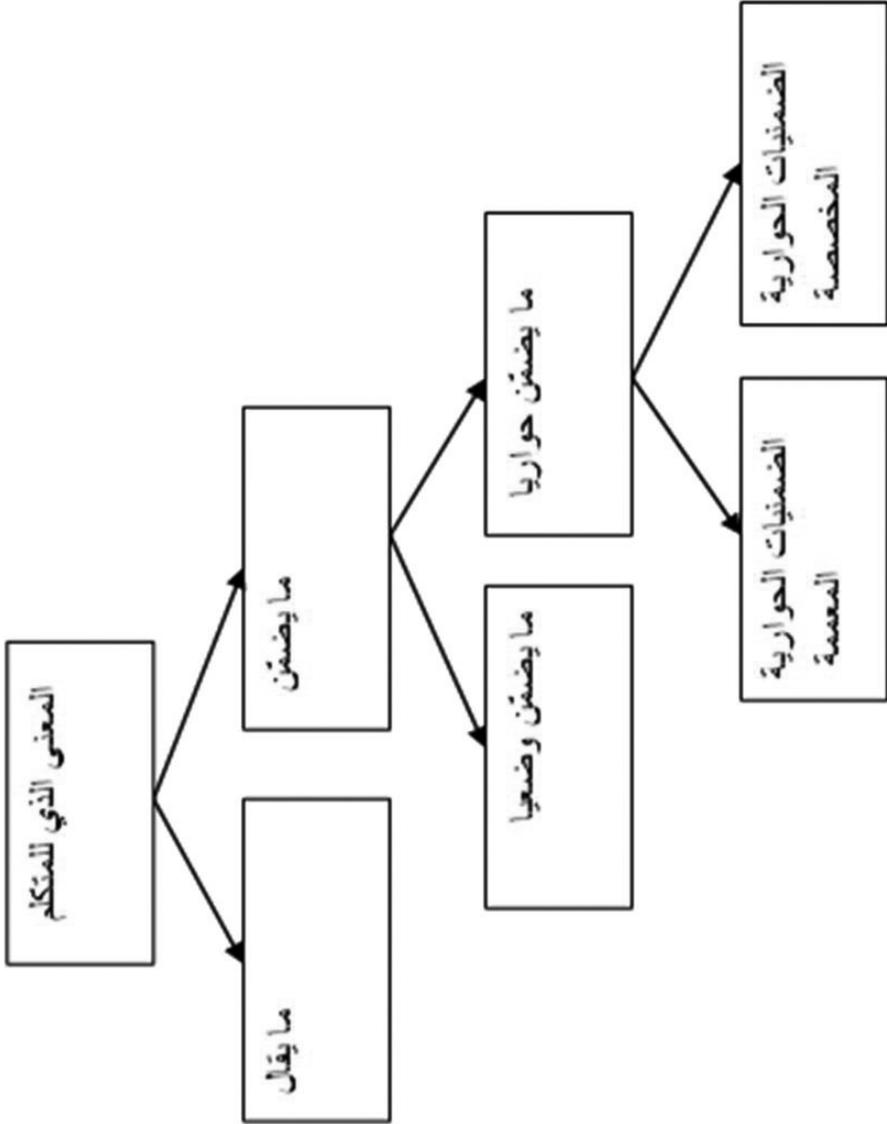 المعنى الذي للمتكلم
ما يقال
ما يضمّن
ما يضمّن وضعيا
ما يضمّن حواريا
الضمنيات الحوارية
المعممة
الضمنيات الحوارية
المخصصة